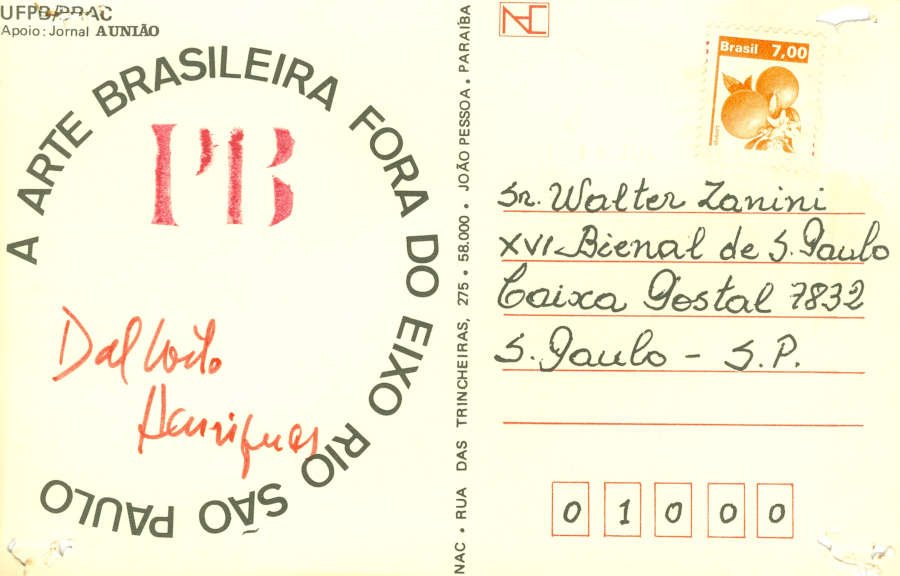 UFPB/PRAC
Apoio: Jornal A UNIÃO
A ARTE BRASILEIRA FORA DO EIXO RIO SÃO PAULO
PB
Henriques
NAC • RUA DAS TRINCHEIRAS, 275 • 58.000 • JOÃO PESSOA • PARAÍBA
NAC
Brasil 7,00
Sr. Walter Zanini
XVI Bienal de S. Paulo
Caixa Postal 7832
S. Paulo - S.P.
0 1 0 0 0